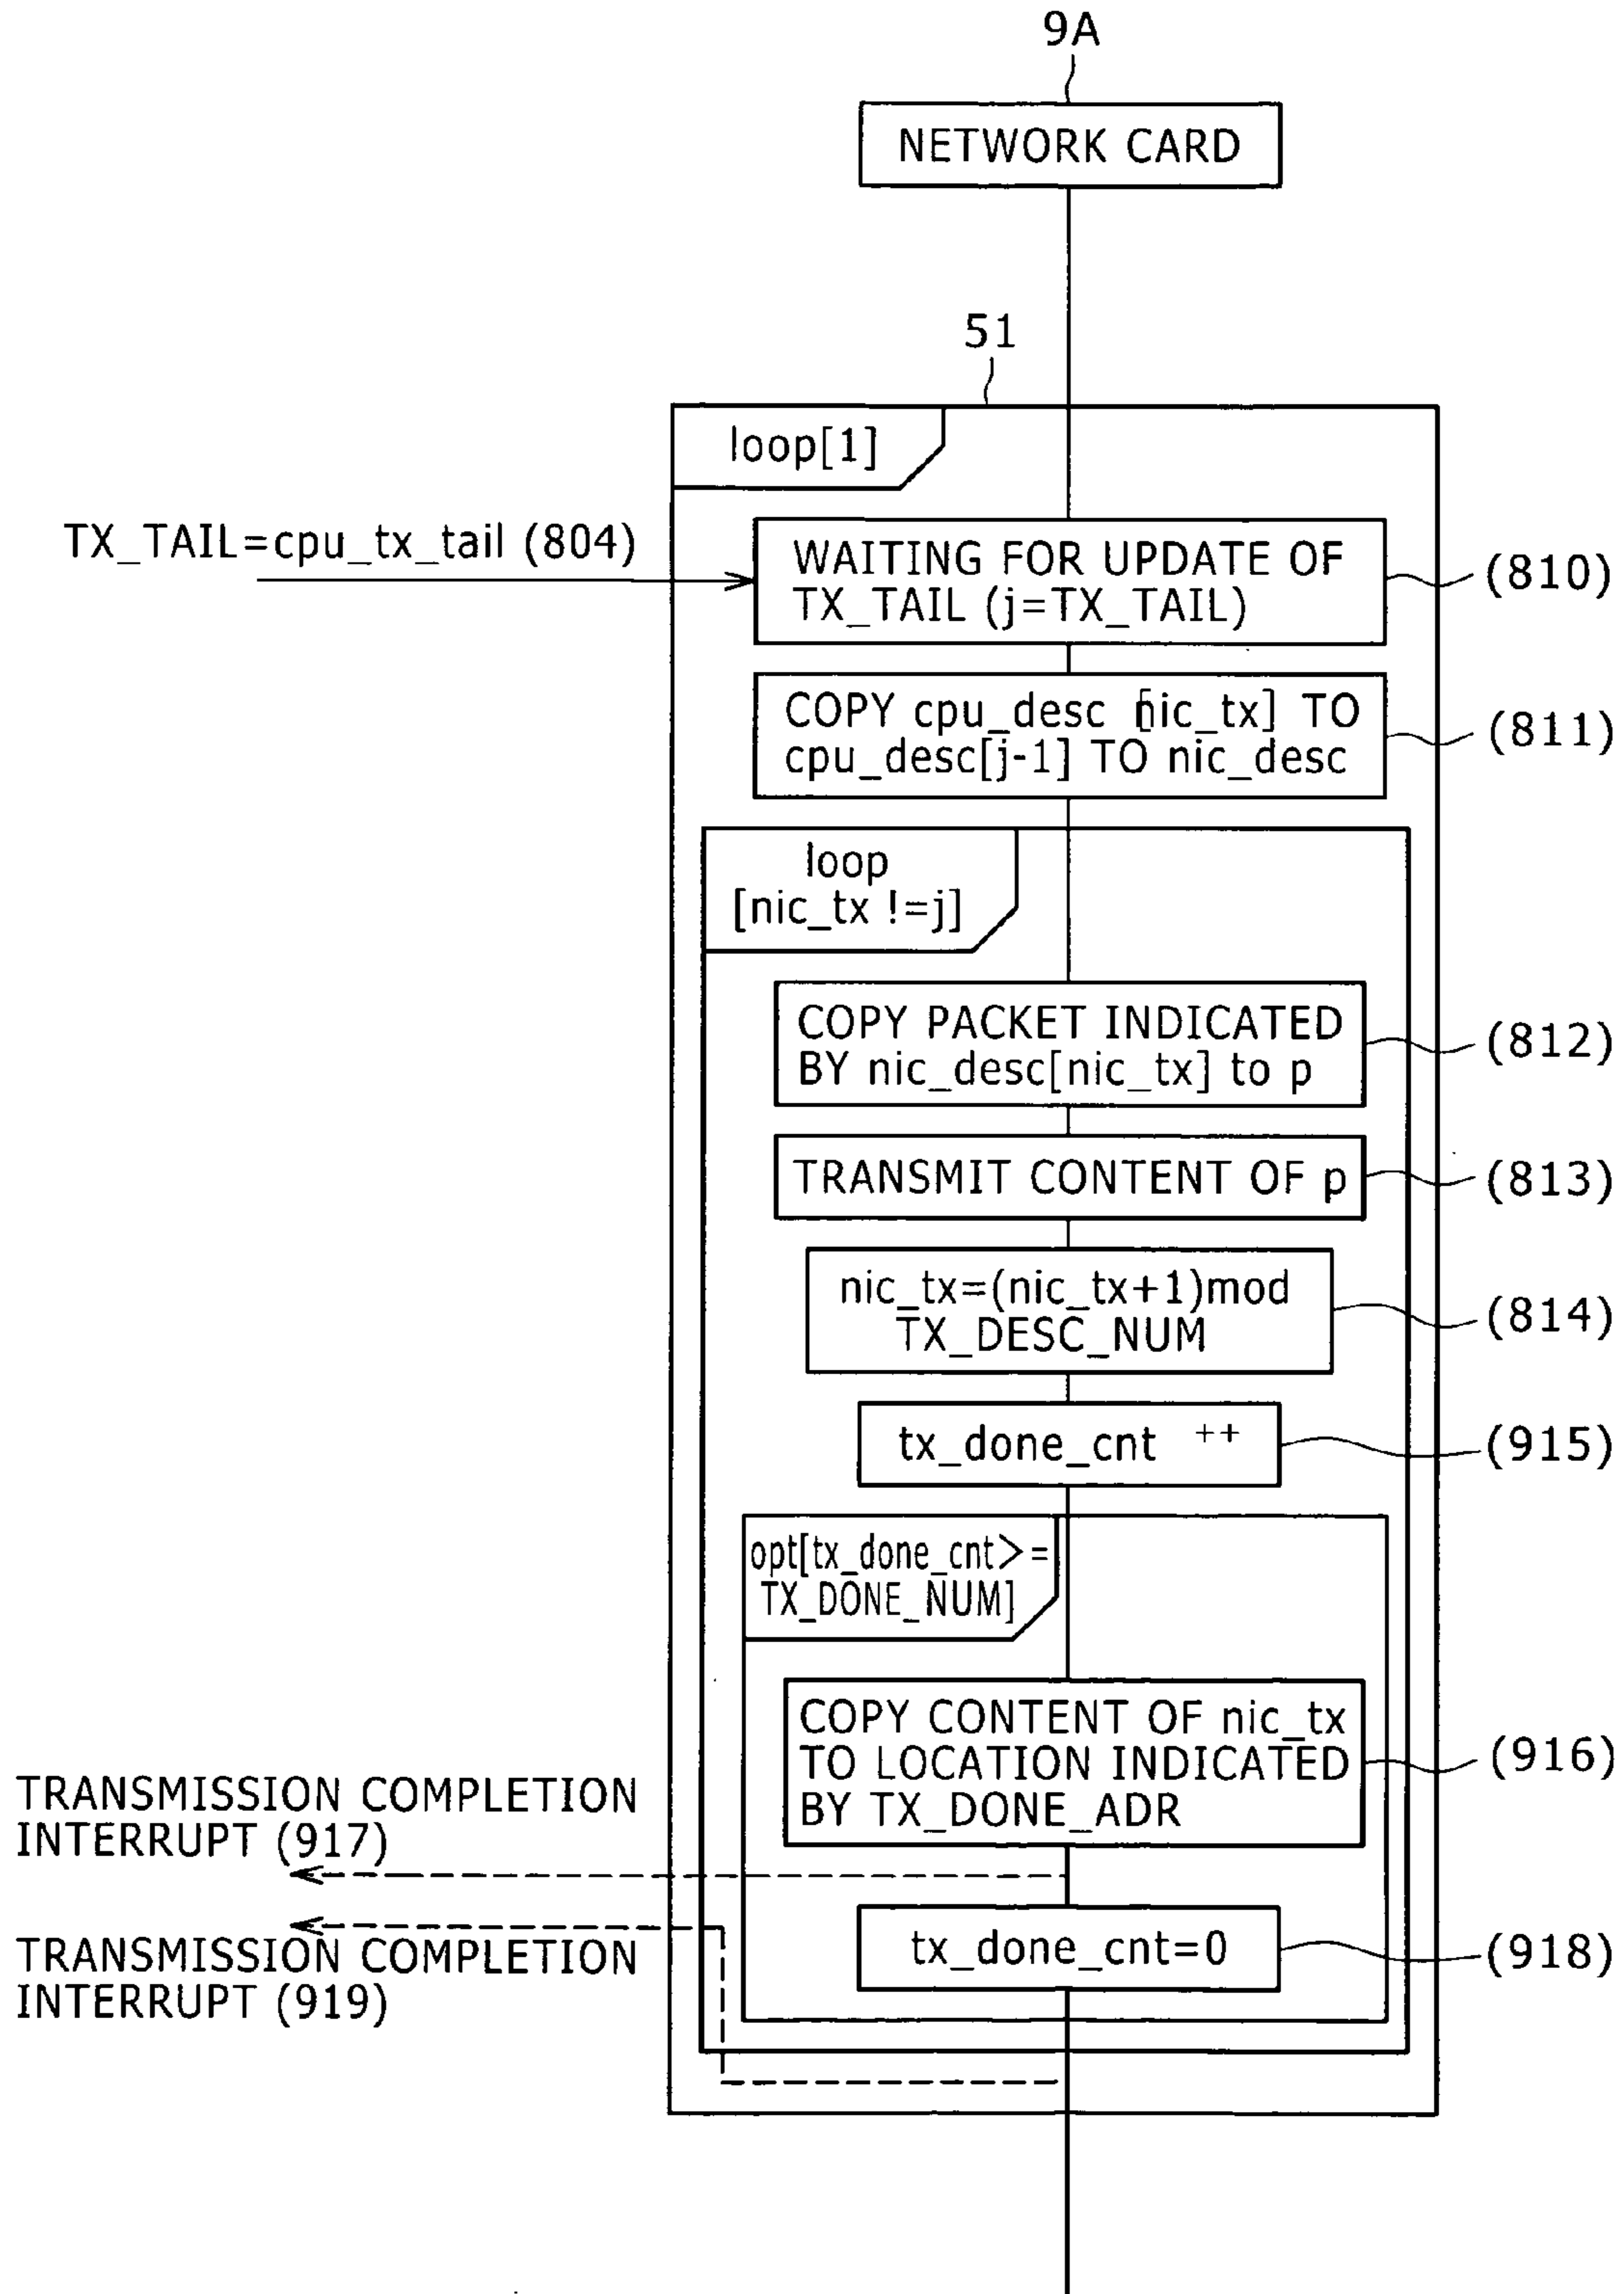 9A
NETWORK CARD
51
loop[1]
TX_TAIL=cpu_tx_tail (804)
WAITING FOR UPDATE OF
TX_TAIL (j=TX_TAIL)
(810)
COPY cpu_desc [nic_tx] TO
cpu_desc[j-1] TO nic_desc
(811)
loop
[nic_tx !=j]
COPY PACKET INDICATED
BY nic_desc[nic_tx] to p
(812)
TRANSMIT CONTENT OF p
(813)
nic_tx=(nic_tx+1)mod
TX_DESC_NUM
(814)
tx_done_cnt ++
(915)
opt[tx_done_cnt>=
TX_DONE_NUM]
COPY CONTENT OF nic_tx
TO LOCATION INDICATED
BY TX_DONE_ADR
(916)
TRANSMISSION COMPLETION
INTERRUPT (917)
tx_done_cnt=0
(918)
TRANSMISSION COMPLETION
INTERRUPT (919)